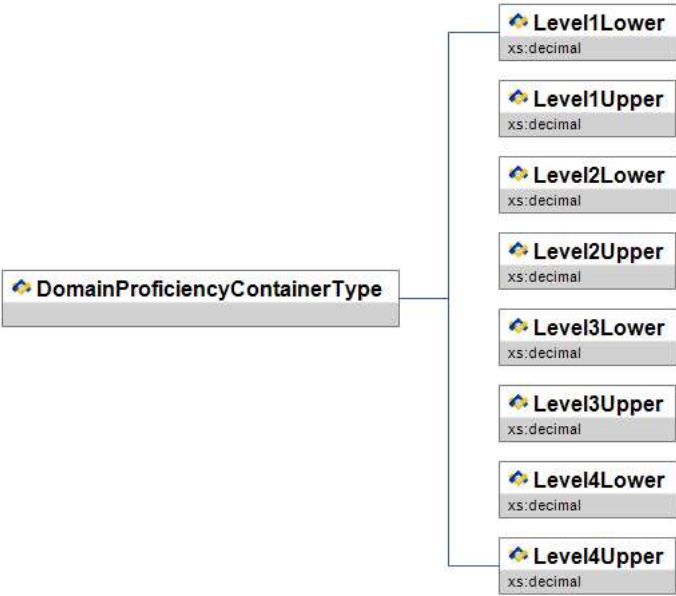 Level1Lower
xs:decimal
Level1Upper
xs:decimal
Level2Lower
xs:decimal
Level2Upper
xs:decimal
DomainProficiencyContainerType
Level3Lower
xs:decimal
Level3Upper
xs:decimal
Level4Lower
xs:decimal
Level4Upper
xs:decimal